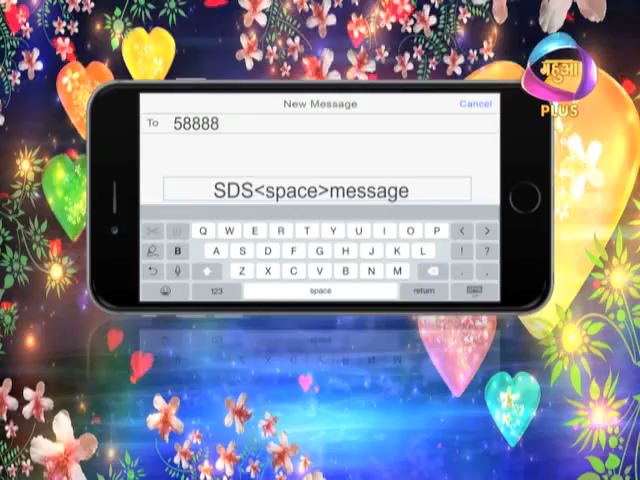 महुआ
PLUS
New Message
Cancel
To
58888
SDS<space>message
Q W E R T Y U I O P < >
B A S D F G H J K L ! ?
Z X C V B N M . ,
123 space return